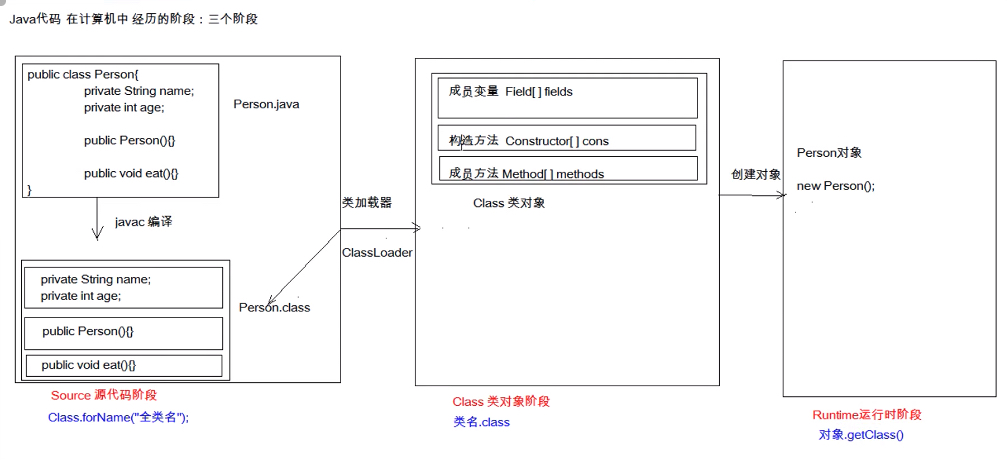 Java代码 在计算机中 经历的阶段：三个阶段
public class Person{
private String name;
private int age;
public Person(){}
public void eat(){}
}
Person.java
javac 编译
private String name;
private int age;
public Person(){}
public void eat(){}
Person.class
Source 源代码阶段
Class.forName("全类名");
类加载器
ClassLoader
成员变量 Field[ ] fields
构造方法 Constructor[ ] cons
成员方法 Method[ ] methods
Class 类对象
Class 类对象阶段
类名.class
创建对象
Person对象
new Person();
Runtime运行时阶段
对象.getClass()